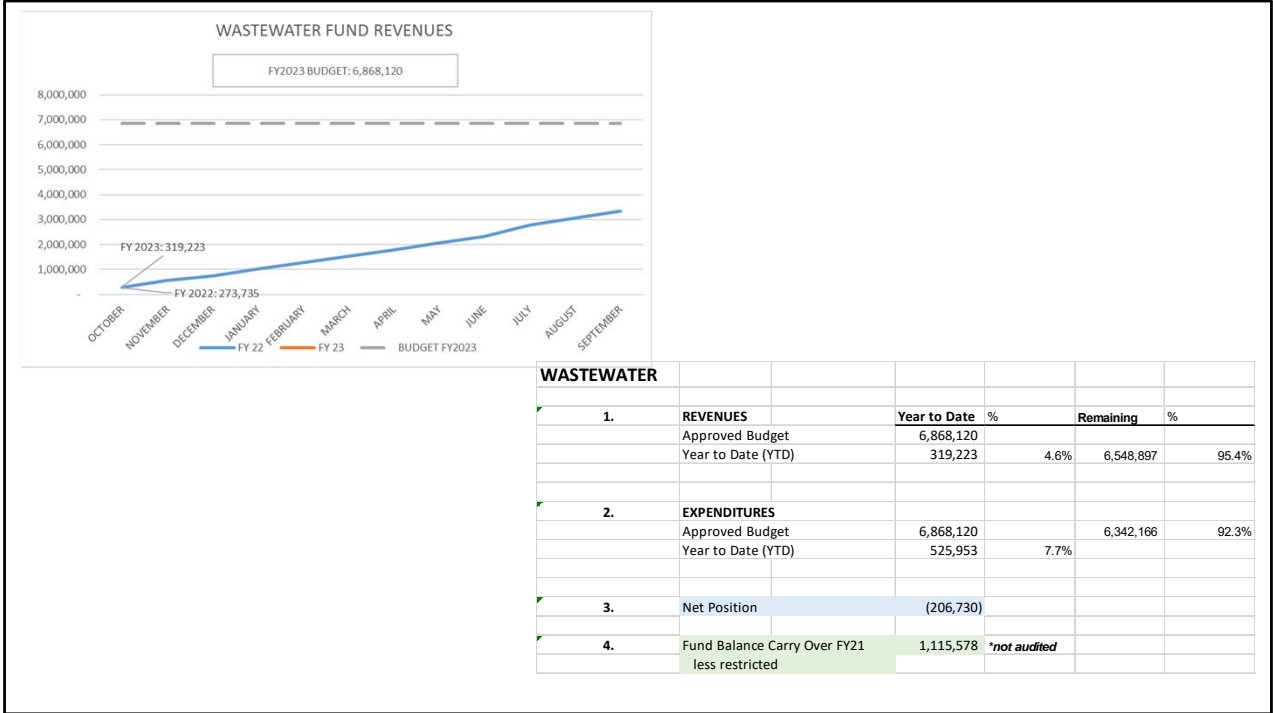 WASTEWATER FUND REVENUES
FY2023 BUDGET: 6,868,120
8,000,000
7,000,000
6,000,000
5,000,000
4,000,000
3,000,000
2,000,000
1,000,000
-
FY 2023: 319,223
FY 2022: 273,735
OCTOBER NOVEMBER DECEMBER JANUARY FEBRUARY MARCH APRIL MAY JUNE JULY AUGUST SEPTEMBER
FY 22 FY 23 BUDGET FY2023
WASTEWATER
1. REVENUES Year to Date % Remaining %
Approved Budget 6,868,120
Year to Date (YTD) 319,223 4.6% 6,548,897 95.4%
2. EXPENDITURES
Approved Budget 6,868,120 6,342,166 92.3%
Year to Date (YTD) 525,953 7.7%
3. Net Position (206,730)
4. Fund Balance Carry Over FY21 1,115,578 *not audited
less restricted